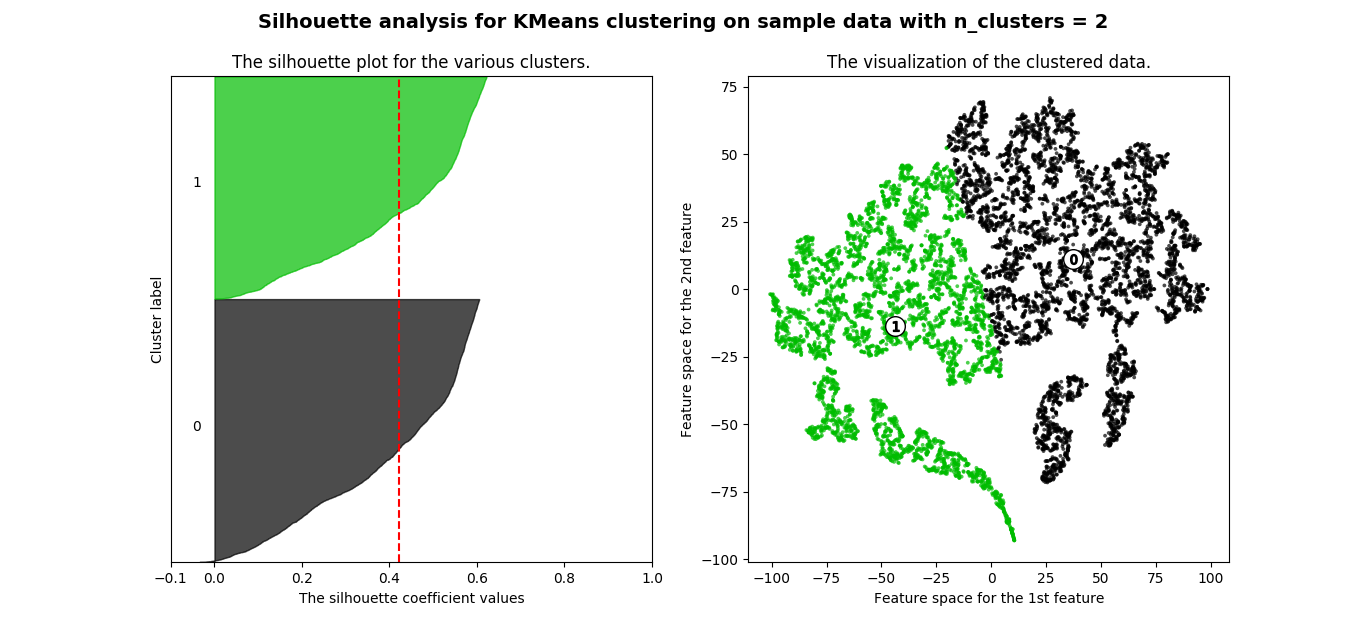 Silhouette analysis for KMeans clustering on sample data with n_clusters = 2
The silhouette plot for the various clusters.
1
0
Cluster label
−0.1 0.0 0.2 0.4 0.6 0.8 1.0
The silhouette coefficient values
The visualization of the clustered data.
75
50
25
0
−25
−50
−75
−100
Feature space for the 2nd feature
0
1
−100 −75 −50 −25 0 25 50 75 100
Feature space for the 1st feature